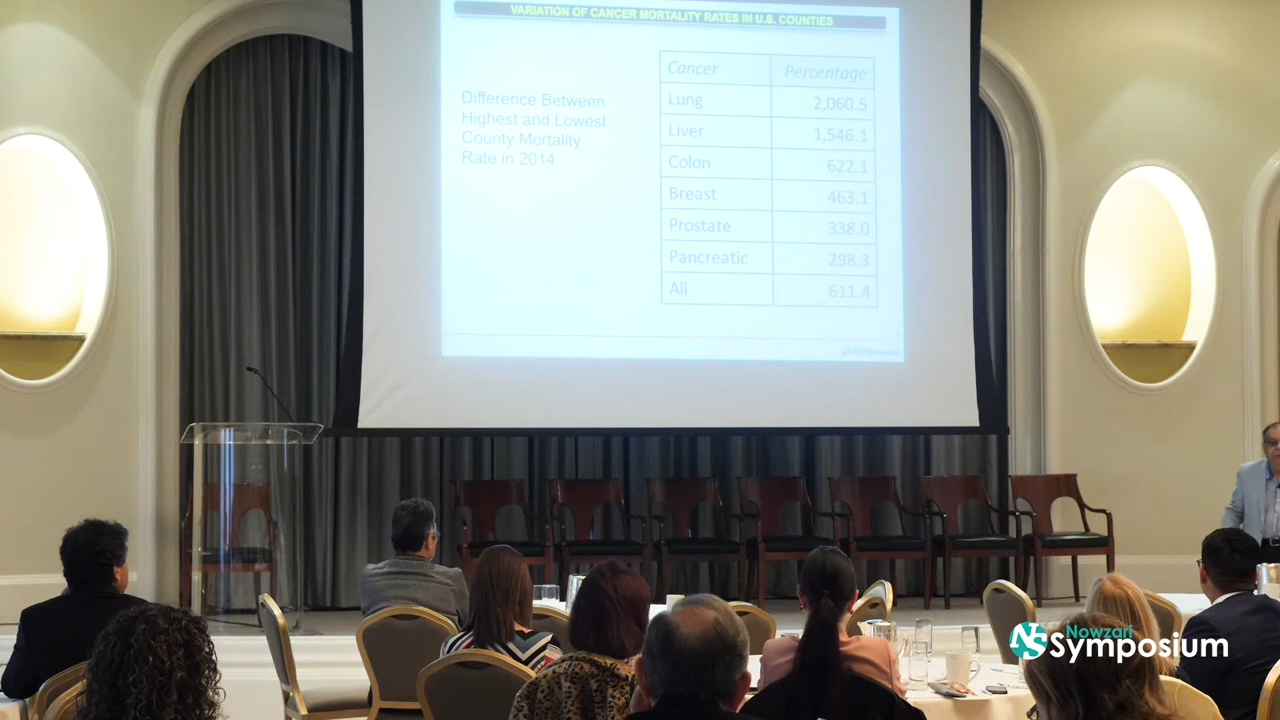 VARIATION OF CANCER MORTALITY RATES IN U.S. COUNTIES
Difference Between
Highest and Lowest
County Mortality
Rate in 2014
Cancer Percentage
Lung 2,060.5
Liver 1,546.1
Colon 622.1
Breast 463.1
Prostate 338.0
Pancreatic 298.3
All 611.4
NS
Nowzari
Symposium